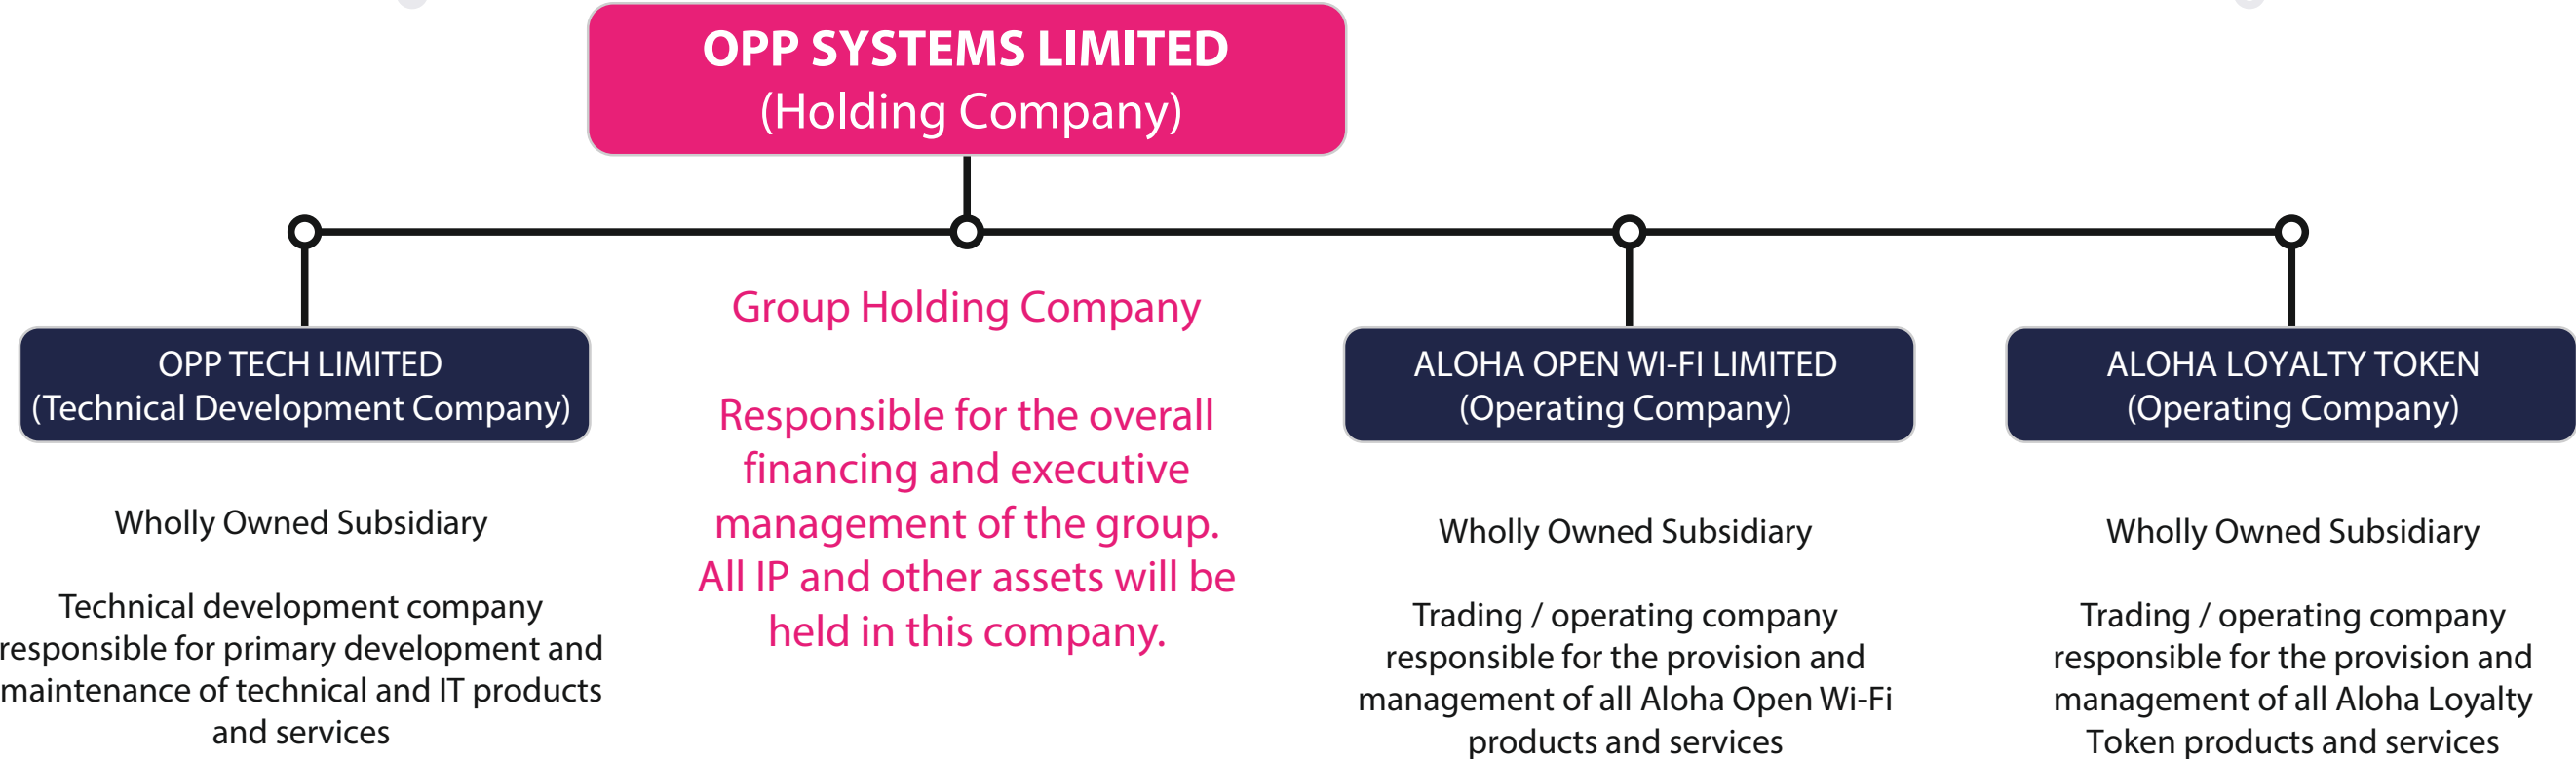 OPP SYSTEMS LIMITED
(Holding Company)
OPP TECH LIMITED
(Technical Development Company)
Wholly Owned Subsidiary
Technical development company
responsible for primary development and
maintenance of technical and IT products
and services
Group Holding Company
Responsible for the overall
financing and executive
management of the group.
All IP and other assets will be
held in this company.
ALOHA OPEN WI-FI LIMITED
(Operating Company)
Wholly Owned Subsidiary
Trading / operating company
responsible for the provision and
management of all Aloha Open Wi-Fi
products and services
ALOHA LOYALTY TOKEN
(Operating Company)
Wholly Owned Subsidiary
Trading / operating company
responsible for the provision and
management of all Aloha Loyalty
Token products and services